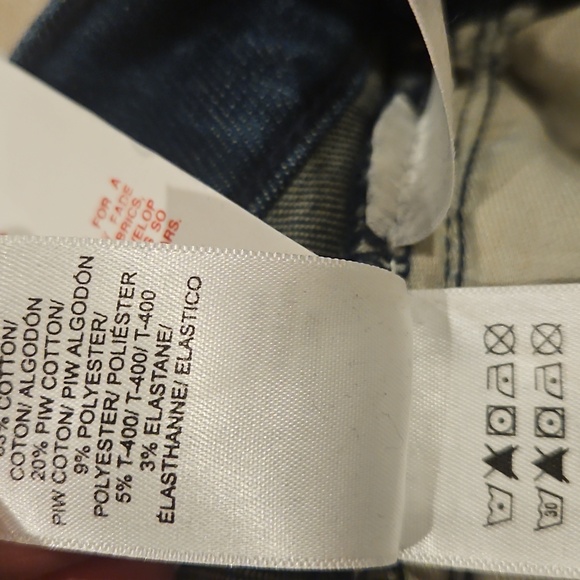 COTTON/
COTON/ ALGODÓN
20% PIW COTTON/
PIW COTON/ PIW ALGODÓN
9% POLYESTER/
POLYESTER/ POLIÉSTER
5% T-400/ T-400/ T-400
3% ELASTANE/
ÉLASTHANNE/ ELÁSTICO
FOR A
FADE
BRICS.
ELOP
SO
ARS.
30